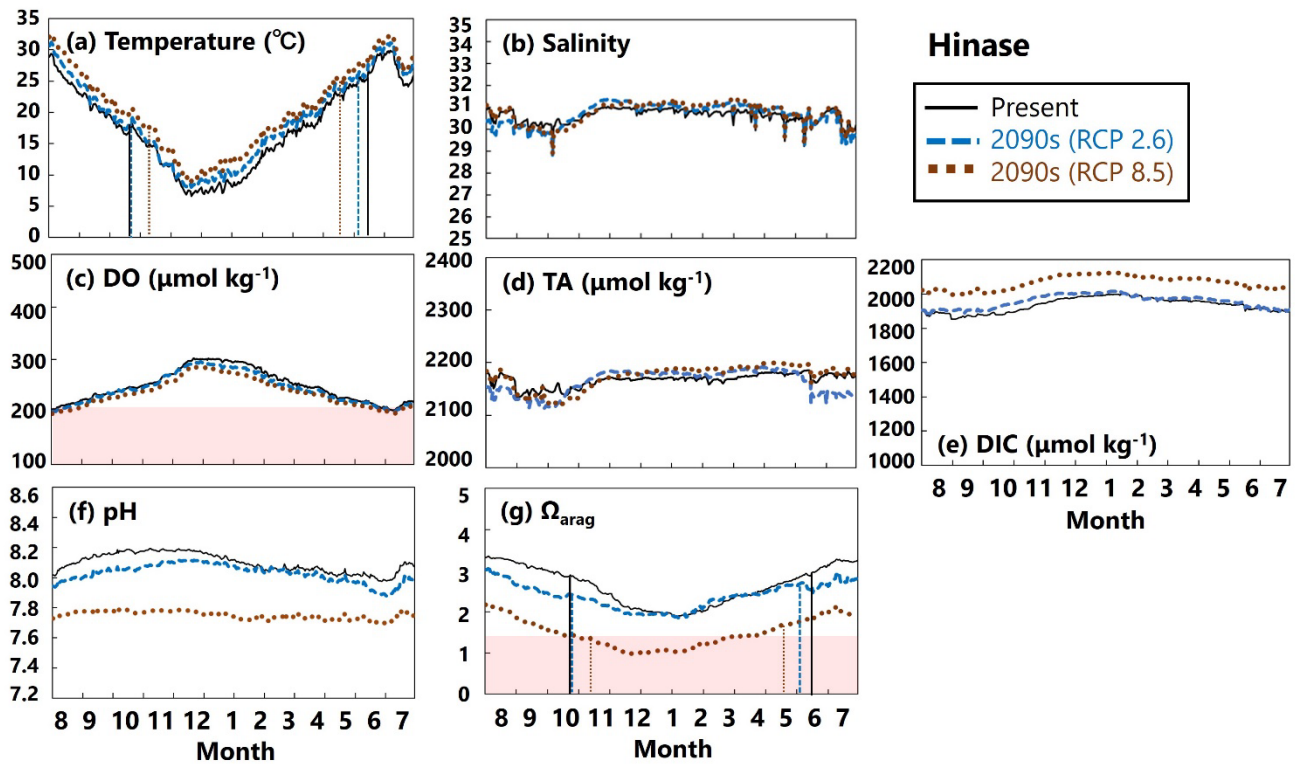 (a) Temperature (℃)
35
30
25
20
15
10
5
0
(b) Salinity
35
34
33
32
31
30
29
28
27
26
25
Hinase
Present
2090s (RCP 2.6)
2090s (RCP 8.5)
(c) DO (μmol kg-1)
500
400
300
200
100
(d) TA (μmol kg-1)
2400
2300
2200
2100
2000
2200
2000
1800
1600
1400
1200
1000
(e) DIC (μmol kg-1)
8 9 10 11 12 1 2 3 4 5 6 7
Month
(f) pH
8.6
8.4
8.2
8.0
7.8
7.6
7.4
7.2
8 9 10 11 12 1 2 3 4 5 6 7
Month
(g) Ωarag
5
4
3
2
1
0
8 9 10 11 12 1 2 3 4 5 6 7
Month